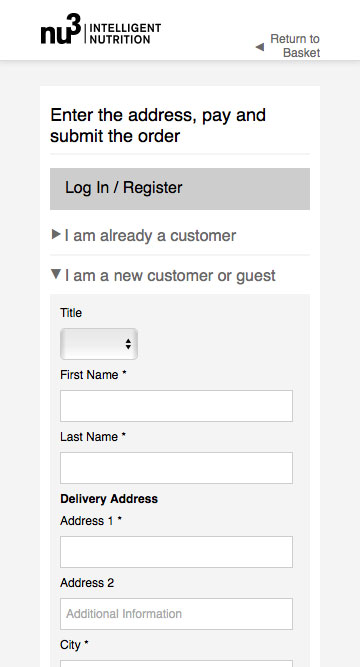 nu3 INTELLIGENT
NUTRITION
Return to
Basket
Enter the address, pay and
submit the order
Log In / Register
I am already a customer
I am a new customer or guest
Title
First Name *
Last Name *
Delivery Address
Address 1 *
Address 2
Additional Information
City *